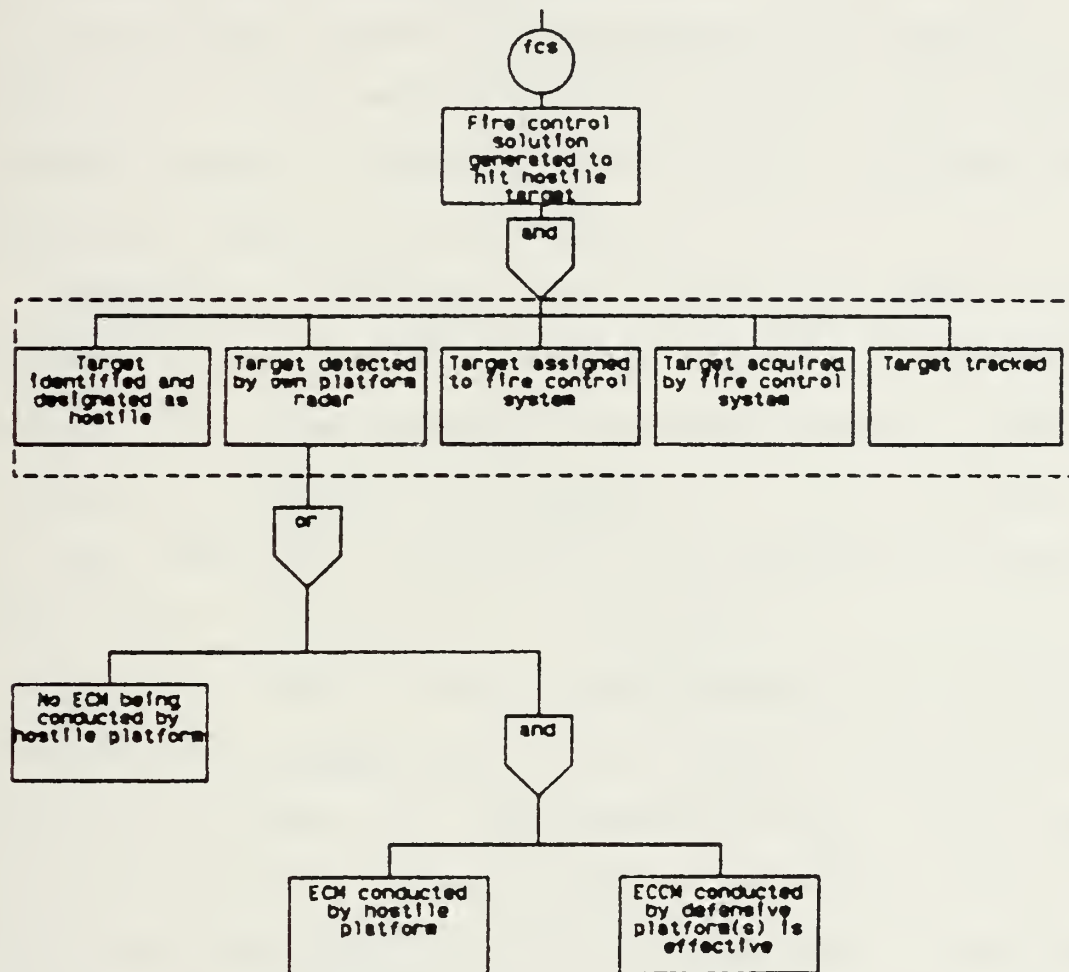 fcs
Fire control
solution
generated to
hit hostile
target
and
Target
identified and
designated as
hostile
Target detected
by own platform
radar
Target assigned
to fire control
system
Target acquired
by fire control
system
Target tracked
or
No ECM being
conducted by
hostile platform
and
ECM conducted
by hostile
platform
ECCM conducted
by defensive
platform(s) is
effective